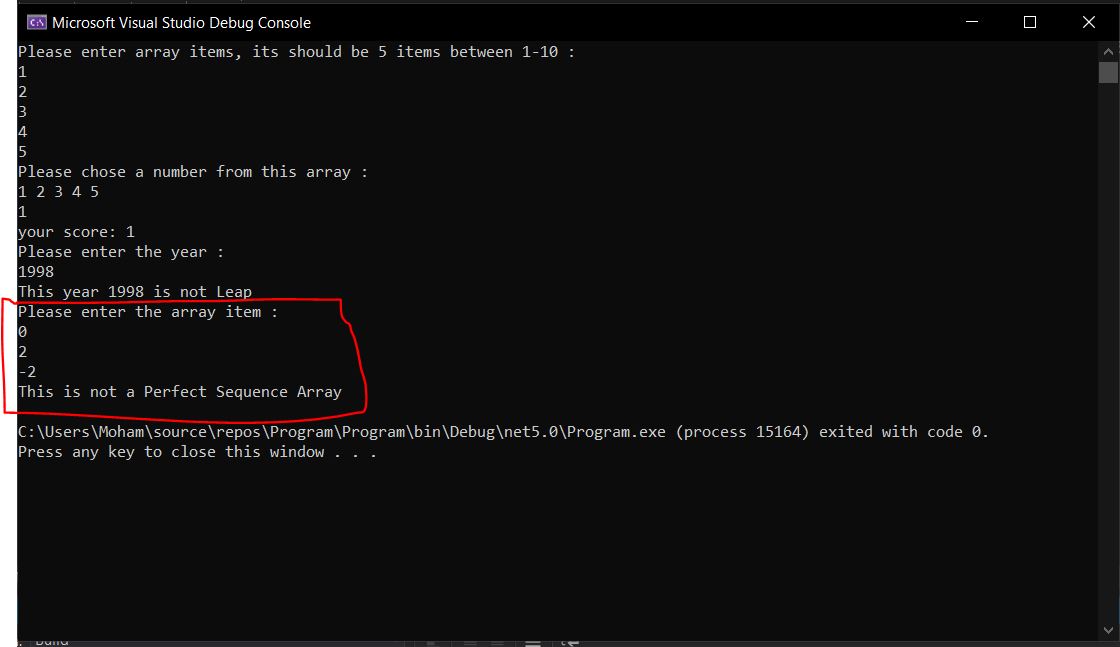 Microsoft Visual Studio Debug Console
Please enter array items, its should be 5 items between 1-10 :
1
2
3
4
5
Please chose a number from this array :
1 2 3 4 5
1
your score: 1
Please enter the year :
1998
This year 1998 is not Leap
Please enter the array item :
0
2
-2
This is not a Perfect Sequence Array
C:\Users\Moham\source\repos\Program\Program\bin\Debug\net5.0\Program.exe (process 15164) exited with code 0.
Press any key to close this window . . .